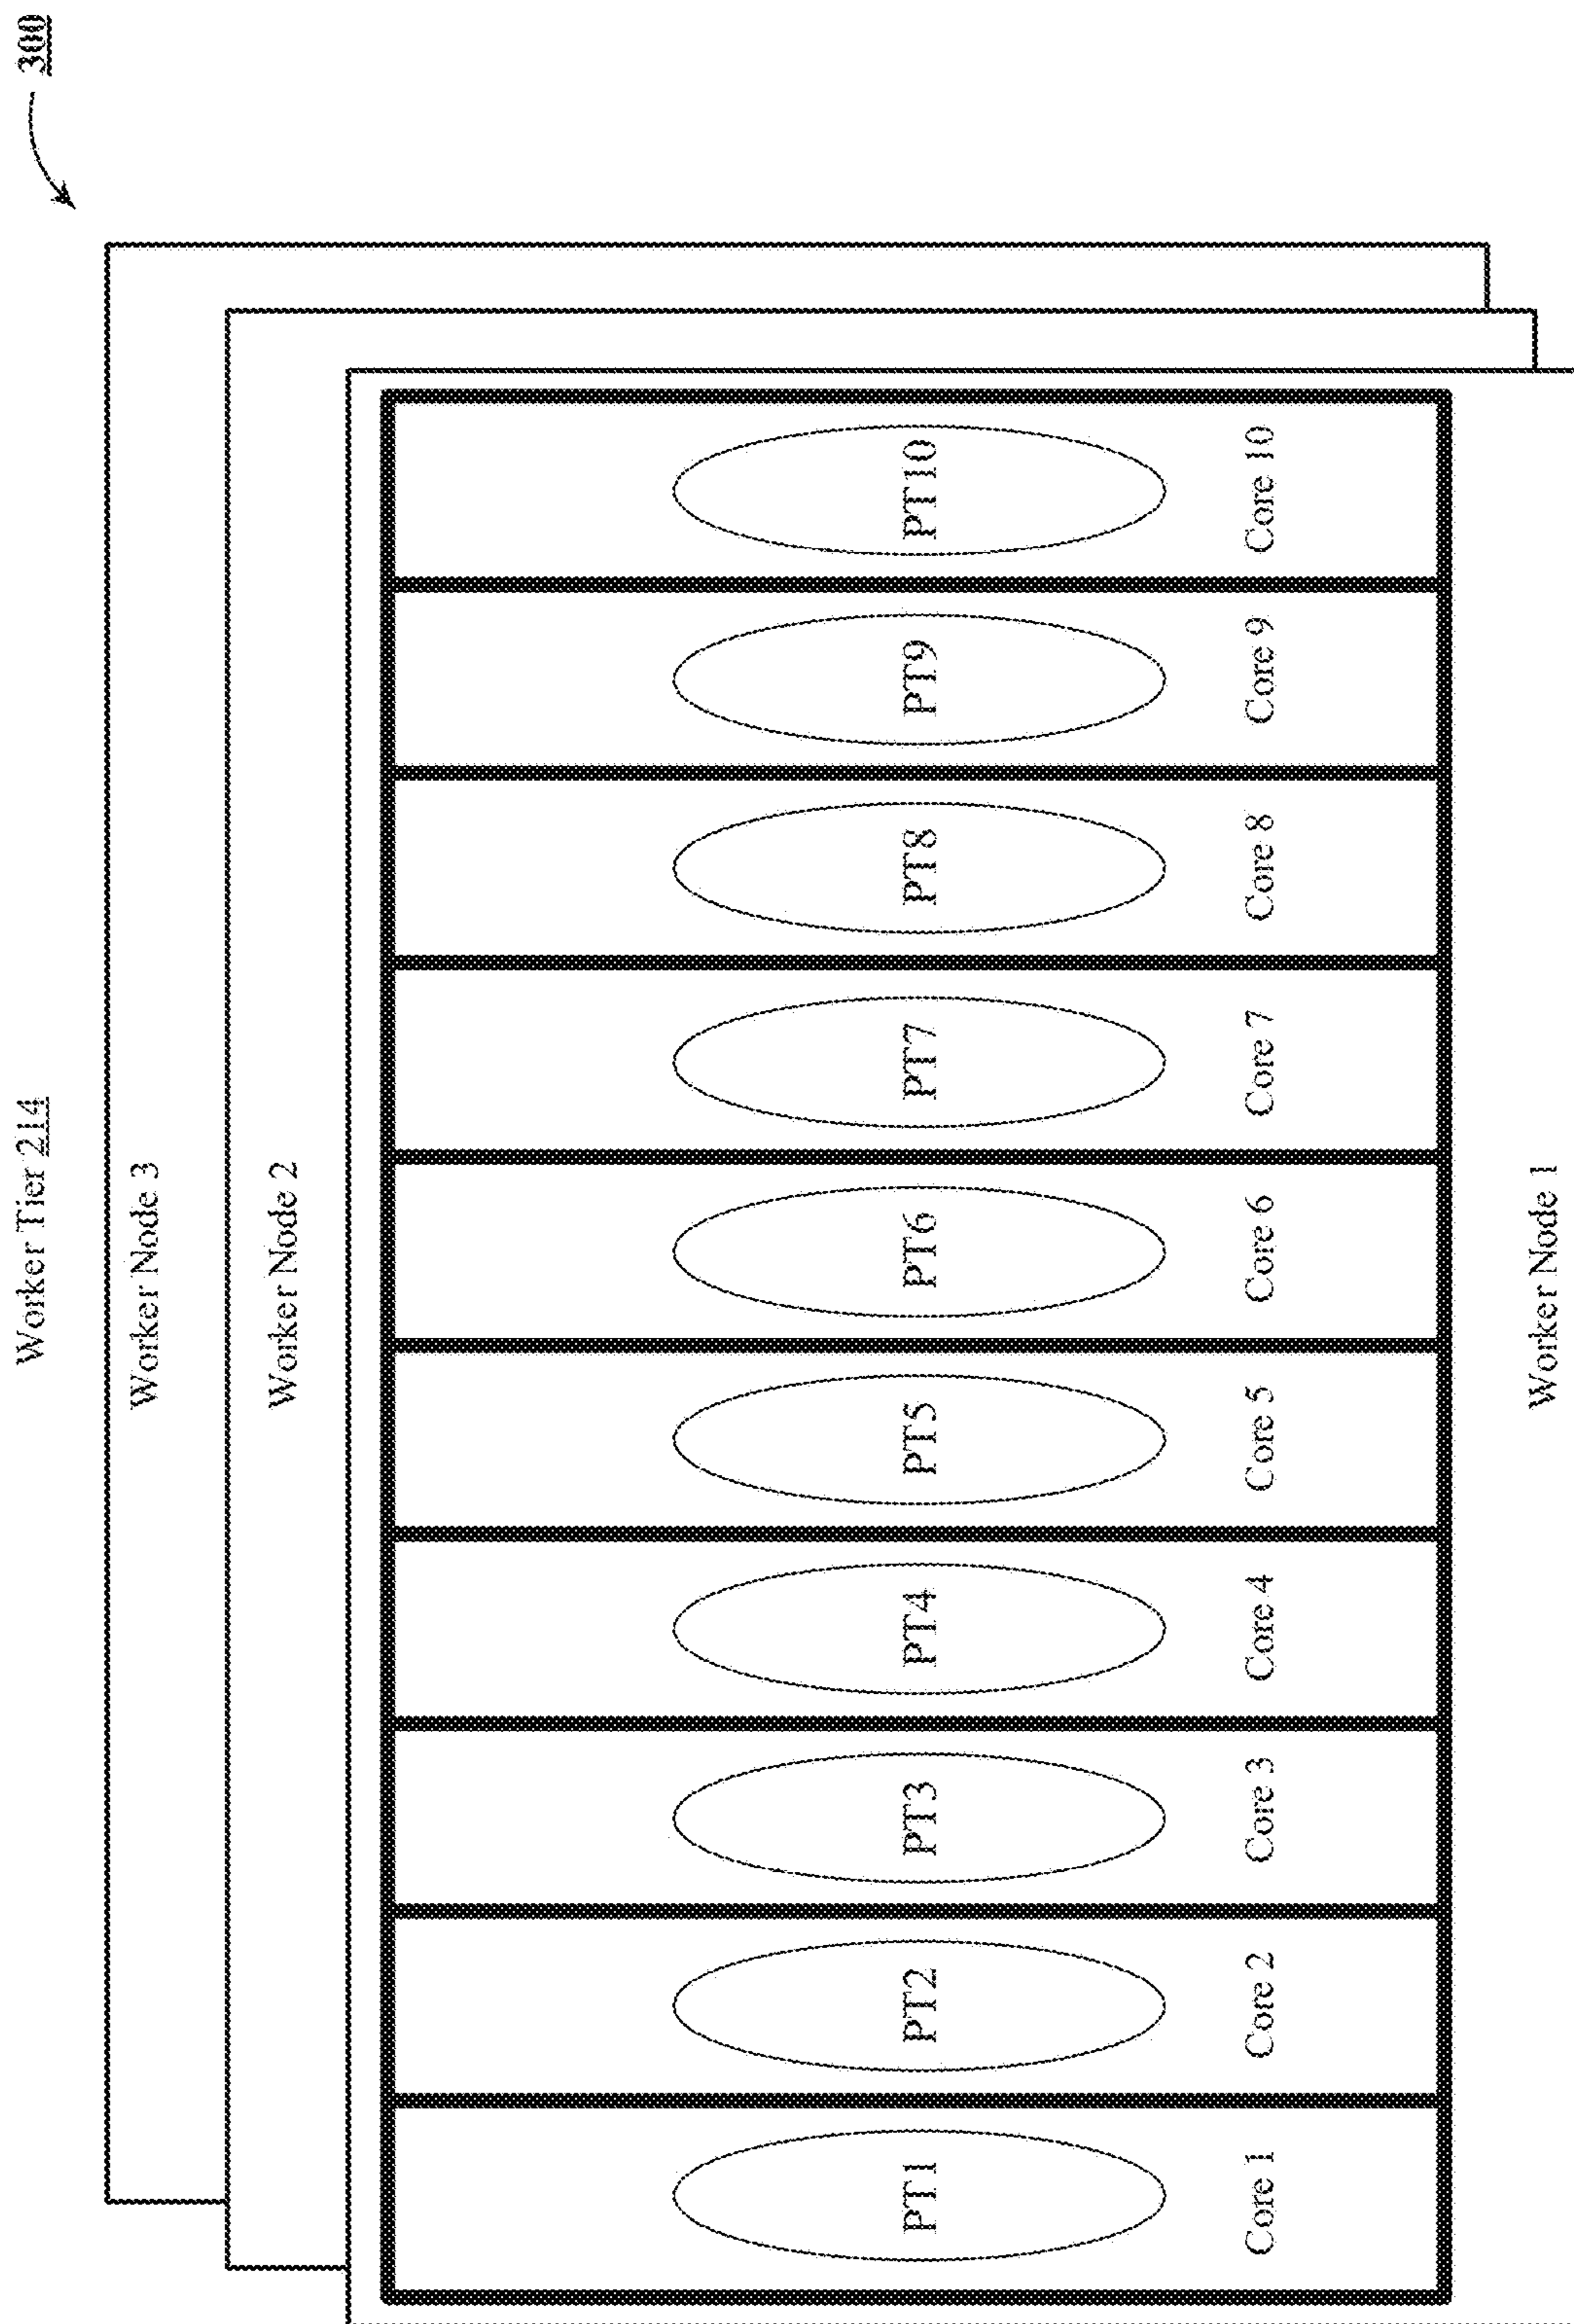 300
Worker Tier 214
Worker Node 3
Worker Node 2
PT1
PT2
PT3
PT4
PT5
PT6
PT7
PT8
PT9
PT10
Core 1
Core 2
Core 3
Core 4
Core 5
Core 6
Core 7
Core 8
Core 9
Core 10
Worker Node 1